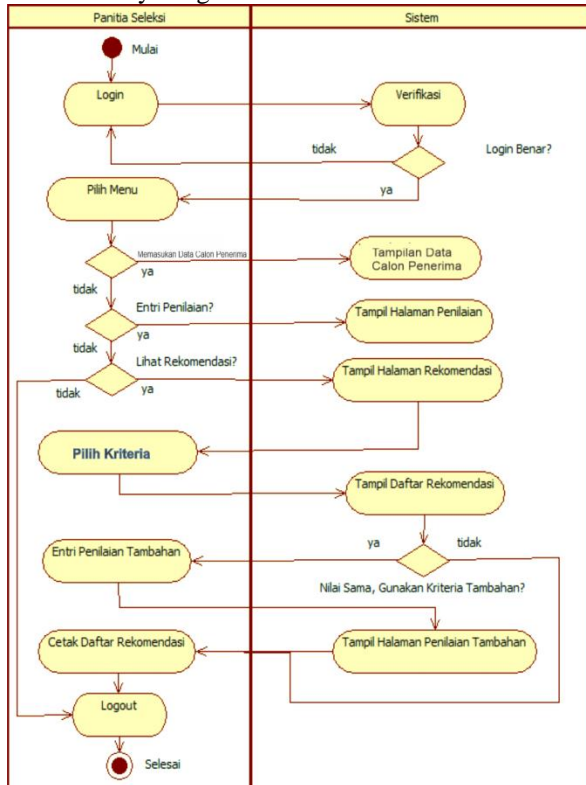 Panitia Seleksi
Sistem
Mulai
Login
Verifikasi
tidak
Login Benar?
ya
Pilih Menu
Memasukan Data Calon Penerima
ya
Tampilan Data
Calon Penerima
tidak
Entri Penilaian?
ya
Tampil Halaman Penilaian
tidak
Lihat Rekomendasi?
ya
tidak
Tampil Halaman Rekomendasi
Pilih Kriteria
Tampil Daftar Rekomendasi
ya
tidak
Entri Penilaian Tambahan
Nilai Sama, Gunakan Kriteria Tambahan?
Cetak Daftar Rekomendasi
Tampil Halaman Penilaian Tambahan
Logout
Selesai